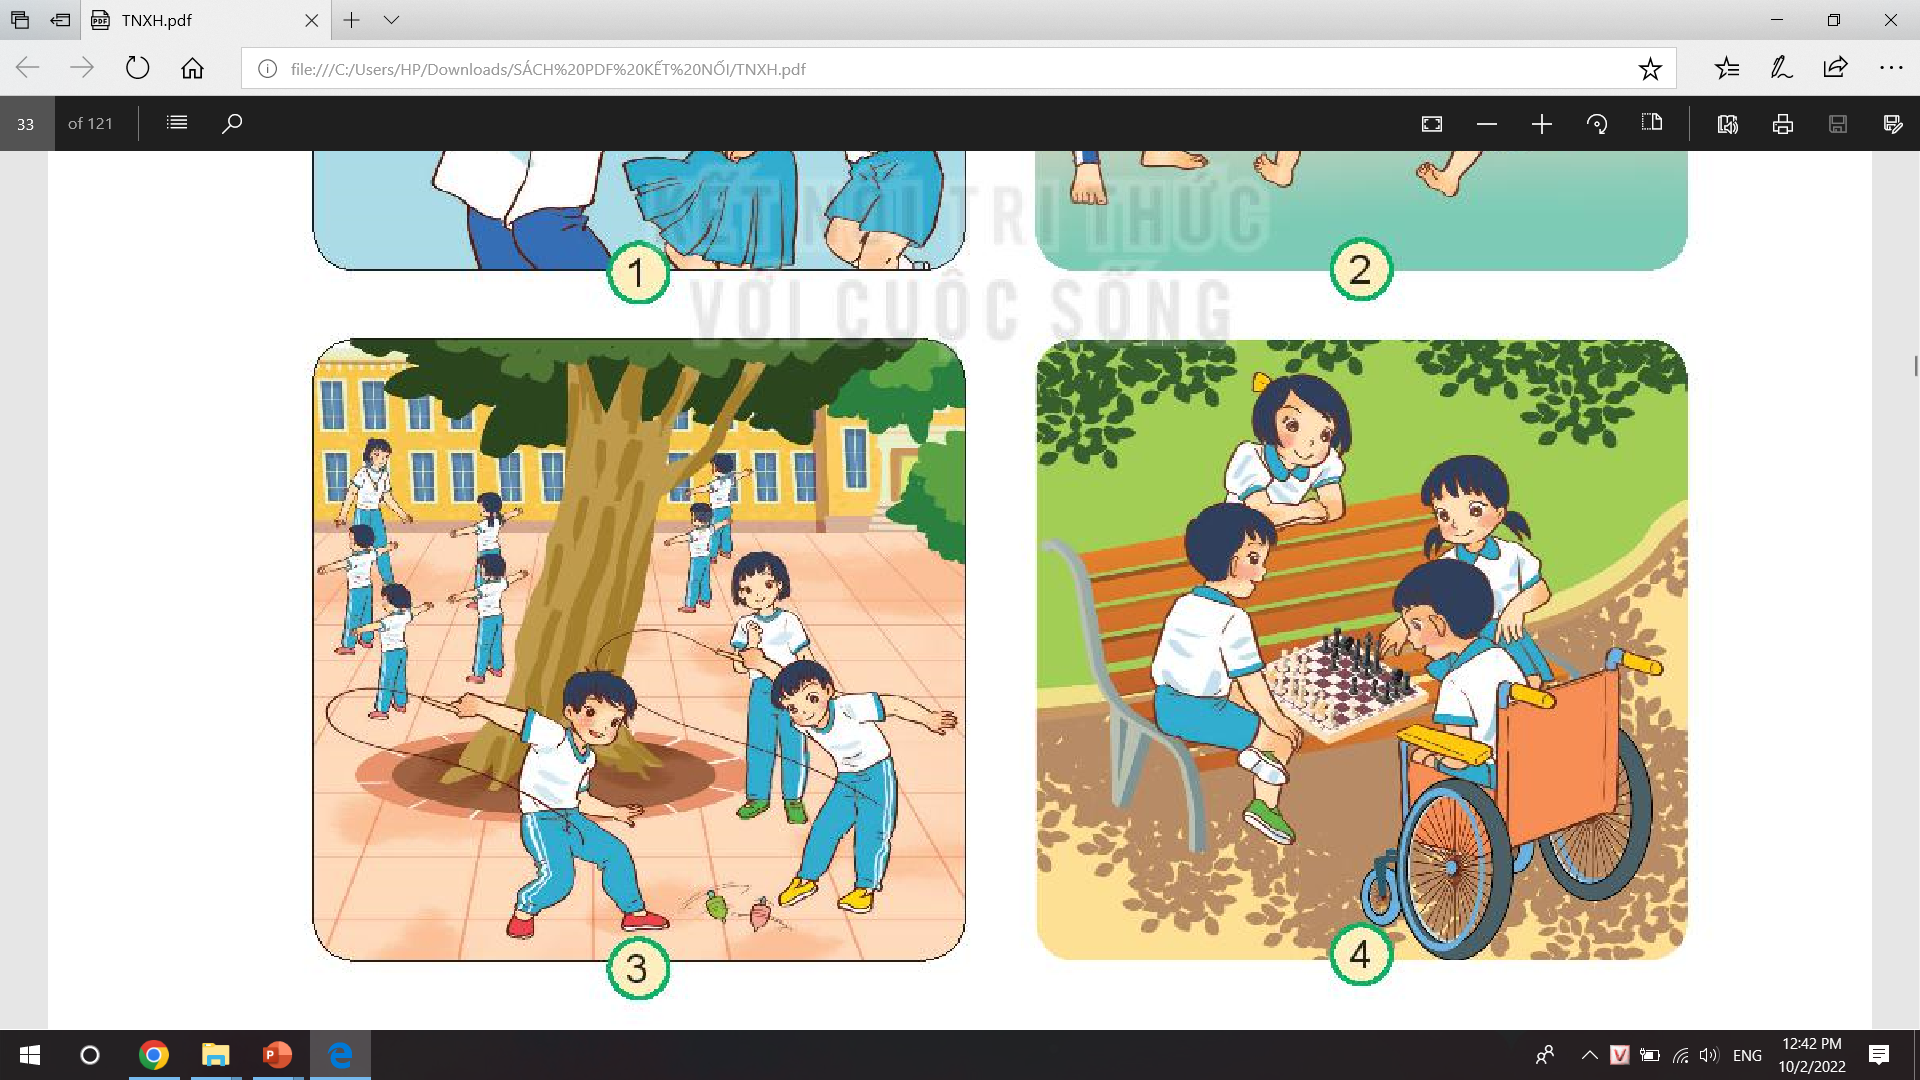 TNXH.pdf
file:///C:/Users/HP/Downloads/SÁCH%20PDF%20KẾT%20NỐI/TNXH.pdf
33 of 121
KẾT NỐI TRI THỨC
VỚI CUỘC SỐNG
1
2
3
4
ENG
12:42 PM
10/2/2022